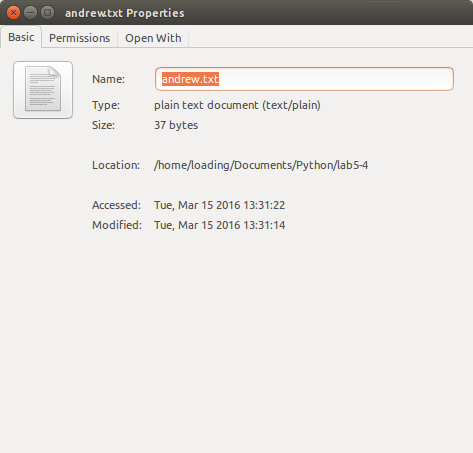 andrew.txt Properties
Basic Permissions Open With
Name: andrew.txt
Type: plain text document (text/plain)
Size: 37 bytes
Location: /home/loading/Documents/Python/lab5-4
Accessed: Tue, Mar 15 2016 13:31:22
Modified: Tue, Mar 15 2016 13:31:14